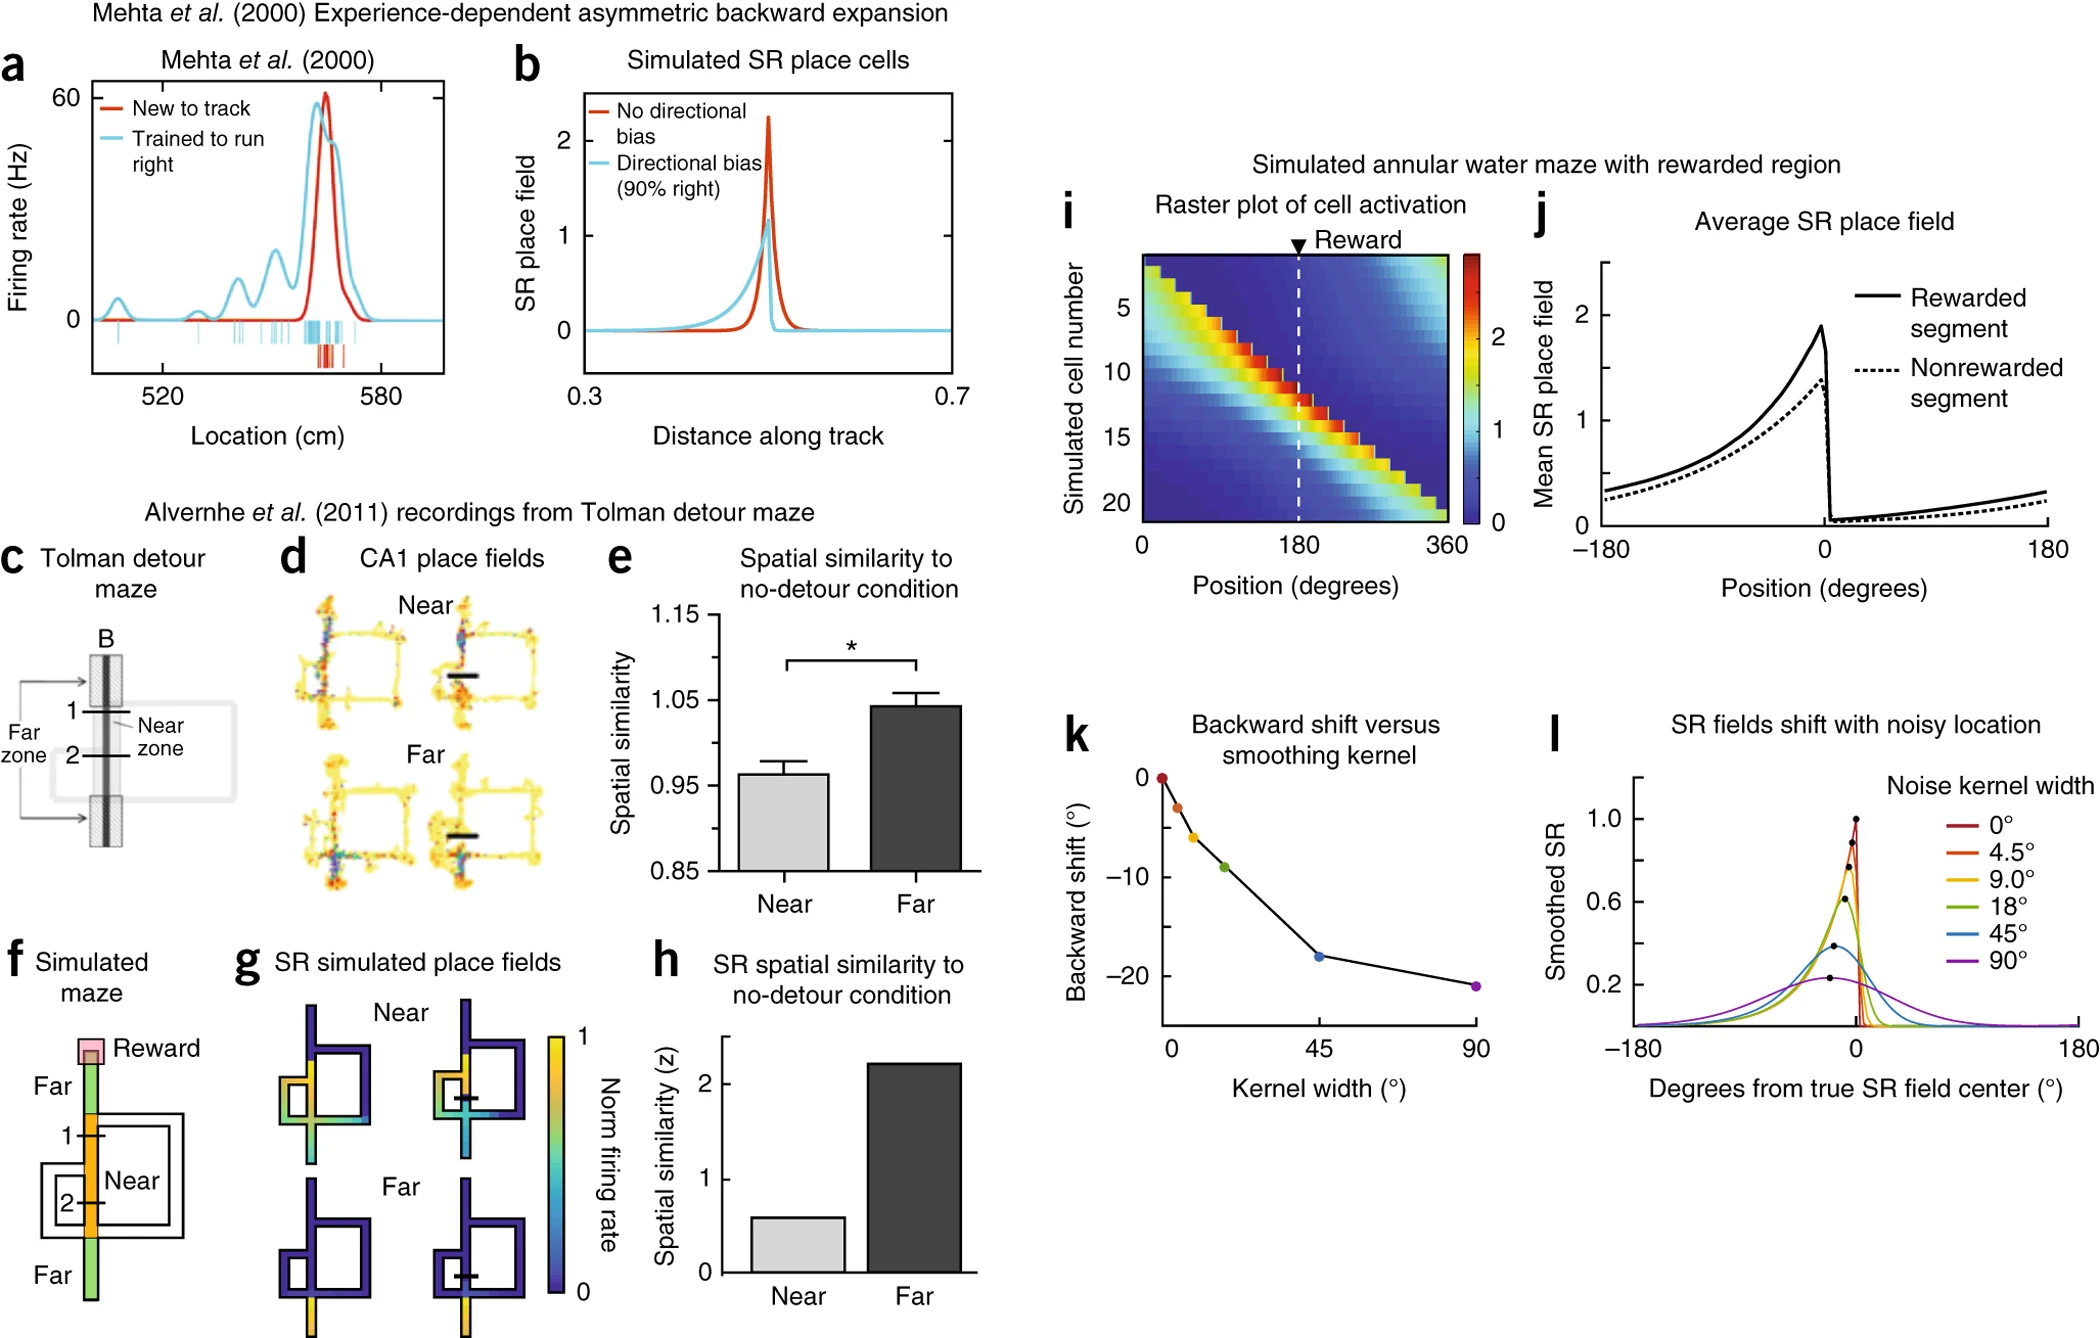 Mehta et al. (2000) Experience-dependent asymmetric backward expansion
a
Mehta et al. (2000)
60
0
Firing rate (Hz)
New to track
Trained to run
right
520
580
Location (cm)
b
Simulated SR place cells
SR place field
2
1
0
No directional
bias
Directional bias
(90% right)
0.3
0.7
Distance along track
Alvernhe et al. (2011) recordings from Tolman detour maze
c
Tolman detour
maze
B
1
2
Far
zone
Near
zone
d
CA1 place fields
Near
Far
e
Spatial similarity to
no-detour condition
Spatial similarity
1.15
1.05
0.95
0.85
*
Near
Far
f
Simulated
maze
Reward
Far
1
Near
2
Far
g
SR simulated place fields
Near
Far
1
0
Norm firing rate
h
SR spatial similarity to
no-detour condition
Spatial similarity (z)
2
1
0
Near
Far
Simulated annular water maze with rewarded region
i
Raster plot of cell activation
Reward
Simulated cell number
5
10
15
20
0
180
360
Position (degrees)
2
1
0
j
Average SR place field
Mean SR place field
2
1
0
Rewarded
segment
Nonrewarded
segment
–180
0
180
Position (degrees)
k
Backward shift versus
smoothing kernel
Backward shift (°)
0
–10
–20
0
45
90
Kernel width (°)
l
SR fields shift with noisy location
Smoothed SR
1.0
0.6
0.2
Noise kernel width
0°
4.5°
9.0°
18°
45°
90°
–180
0
180
Degrees from true SR field center (°)